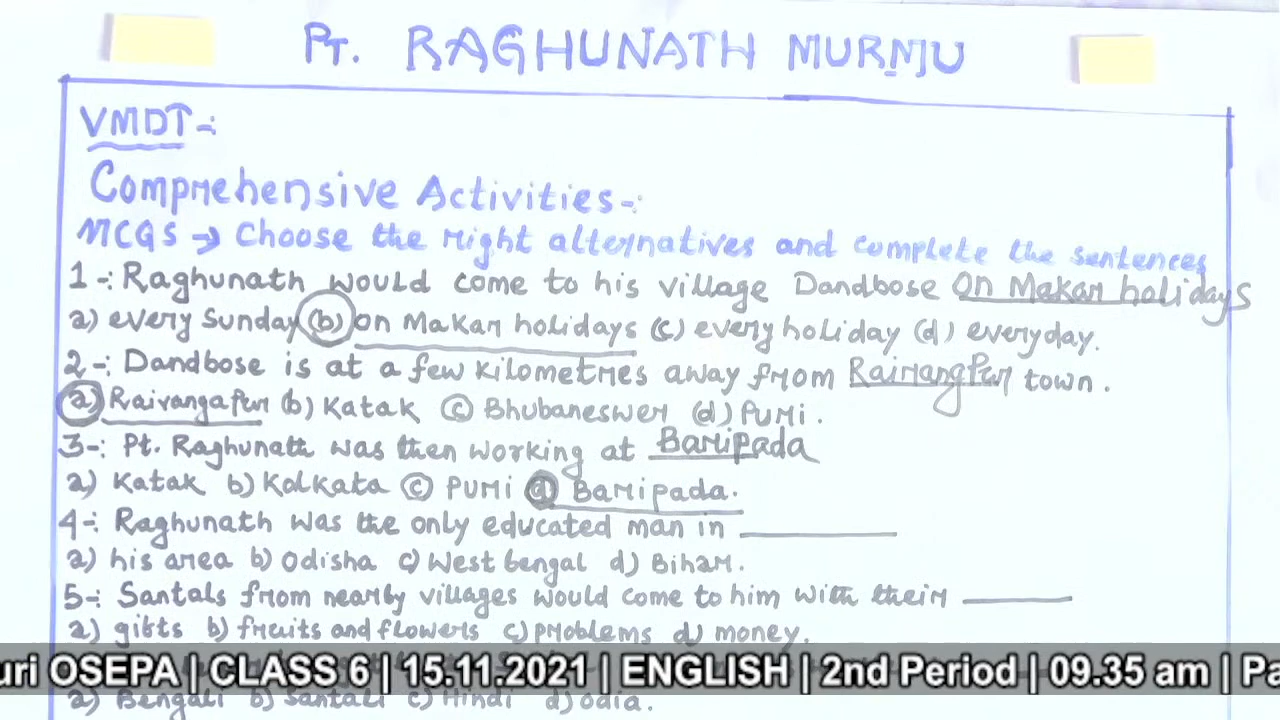 PT. RAGHUNATH MURMU
VMDT-:
Comprehensive Activities-:
MCQS → Choose the right alternatives and complete the sentences
1-: Raghunath would come to his village Dandbose On Makar holidays
a) every Sunday (b) on Makar holidays (c) every holiday (d) everyday.
2-: Dandbose is at a few kilometres away from Rairangpur town.
a) Rairangapur (b) Katak (c) Bhubaneswer (d) Puri.
3-: Pt. Raghunath was then working at Baripada
a) Katak b) Kolkata (c) Puri (d) Baripada.
4-: Raghunath was the only educated man in ________
a) his area b) Odisha c) West bengal d) Bihar.
5-: Santals from nearby villages would come to him with their ________
a) gifts b) fruits and flowers c) problems d) money.
uri OSEPA | CLASS 6 | 15.11.2021 | ENGLISH | 2nd Period | 09.35 am | Pa
a) Bengali b) Santali c) Hindi d) Odia.